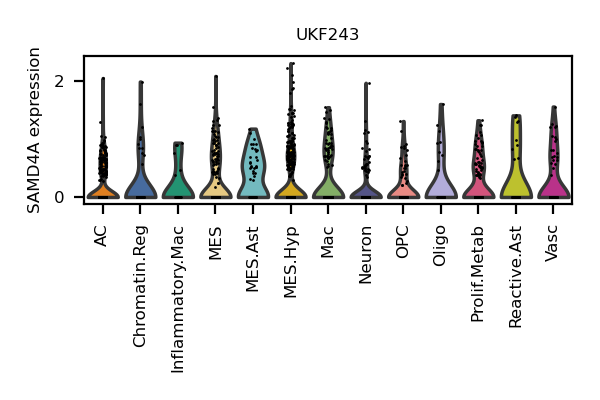 UKF243
SAMD4A expression
2
0
AC
Chromatin.Reg
Inflammatory.Mac
MES
MES.Ast
MES.Hyp
Mac
Neuron
OPC
Oligo
Prolif.Metab
Reactive.Ast
Vasc